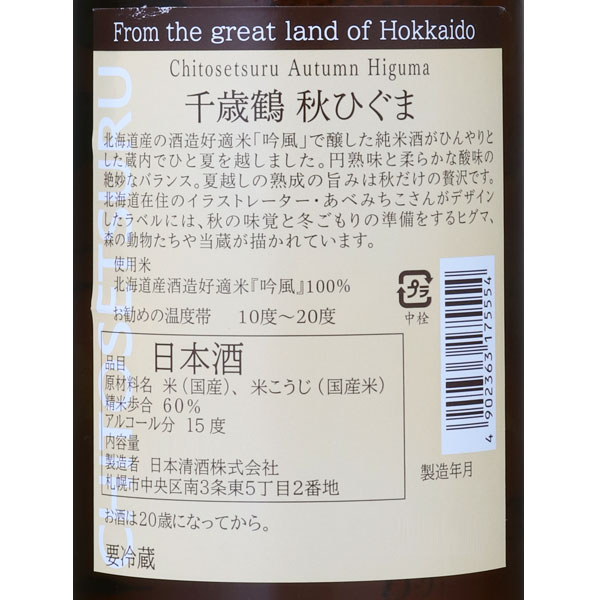 From the great land of Hokkaido
Chitosetsuru Autumn Higuma
千歳鶴 秋ひぐま
北海道産の酒造好適米「吟風」で醸した純米酒がひんやりと
した蔵内でひと夏を越しました。円熟味と柔らかな酸味の
絶妙なバランス。夏越しの熟成の旨みは秋だけの贅沢です。
北海道在住のイラストレーター・あべみちこさんがデザイン
したラベルには、秋の味覚と冬ごもりの準備をするヒグマ、
森の動物たちや当蔵が描かれています。
使用米
北海道産酒造好適米『吟風』100%
お勧めの温度帯 10度〜20度
プラ
中栓
品目 日本酒
原材料名 米(国産)、米こうじ(国産米)
精米歩合 60%
アルコール分 15度
内容量
製造者 日本清酒株式会社
札幌市中央区南3条東5丁目2番地
製造年月
お酒は20歳になってから。
要冷蔵
4902363175554
CHITOSETSURU